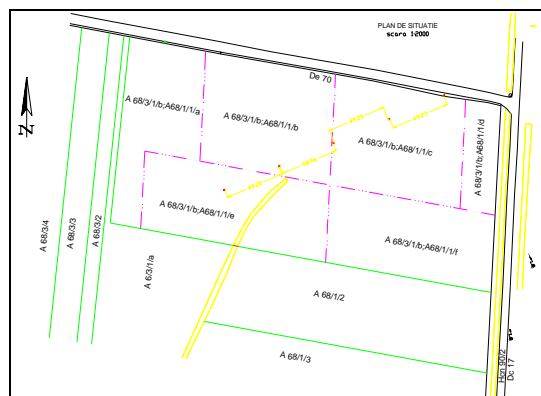 PLAN DE SITUATIE
scara 1:2000
De 70
A 68/3/1/b;A68/1/1/a
A 68/3/1/b;A68/1/1/b
A 68/3/1/b;A68/1/1/c
A 68/3/1/b;A68/1/1/d
N
A 68/3/1/b;A68/1/1/e
A 68/3/1/b;A68/1/1/f
A 68/3/4
A 68/3/3
A 68/3/2
A 6/3/1/a
A 68/1/2
A 68/1/3
Hcn 90/2
Dc 17